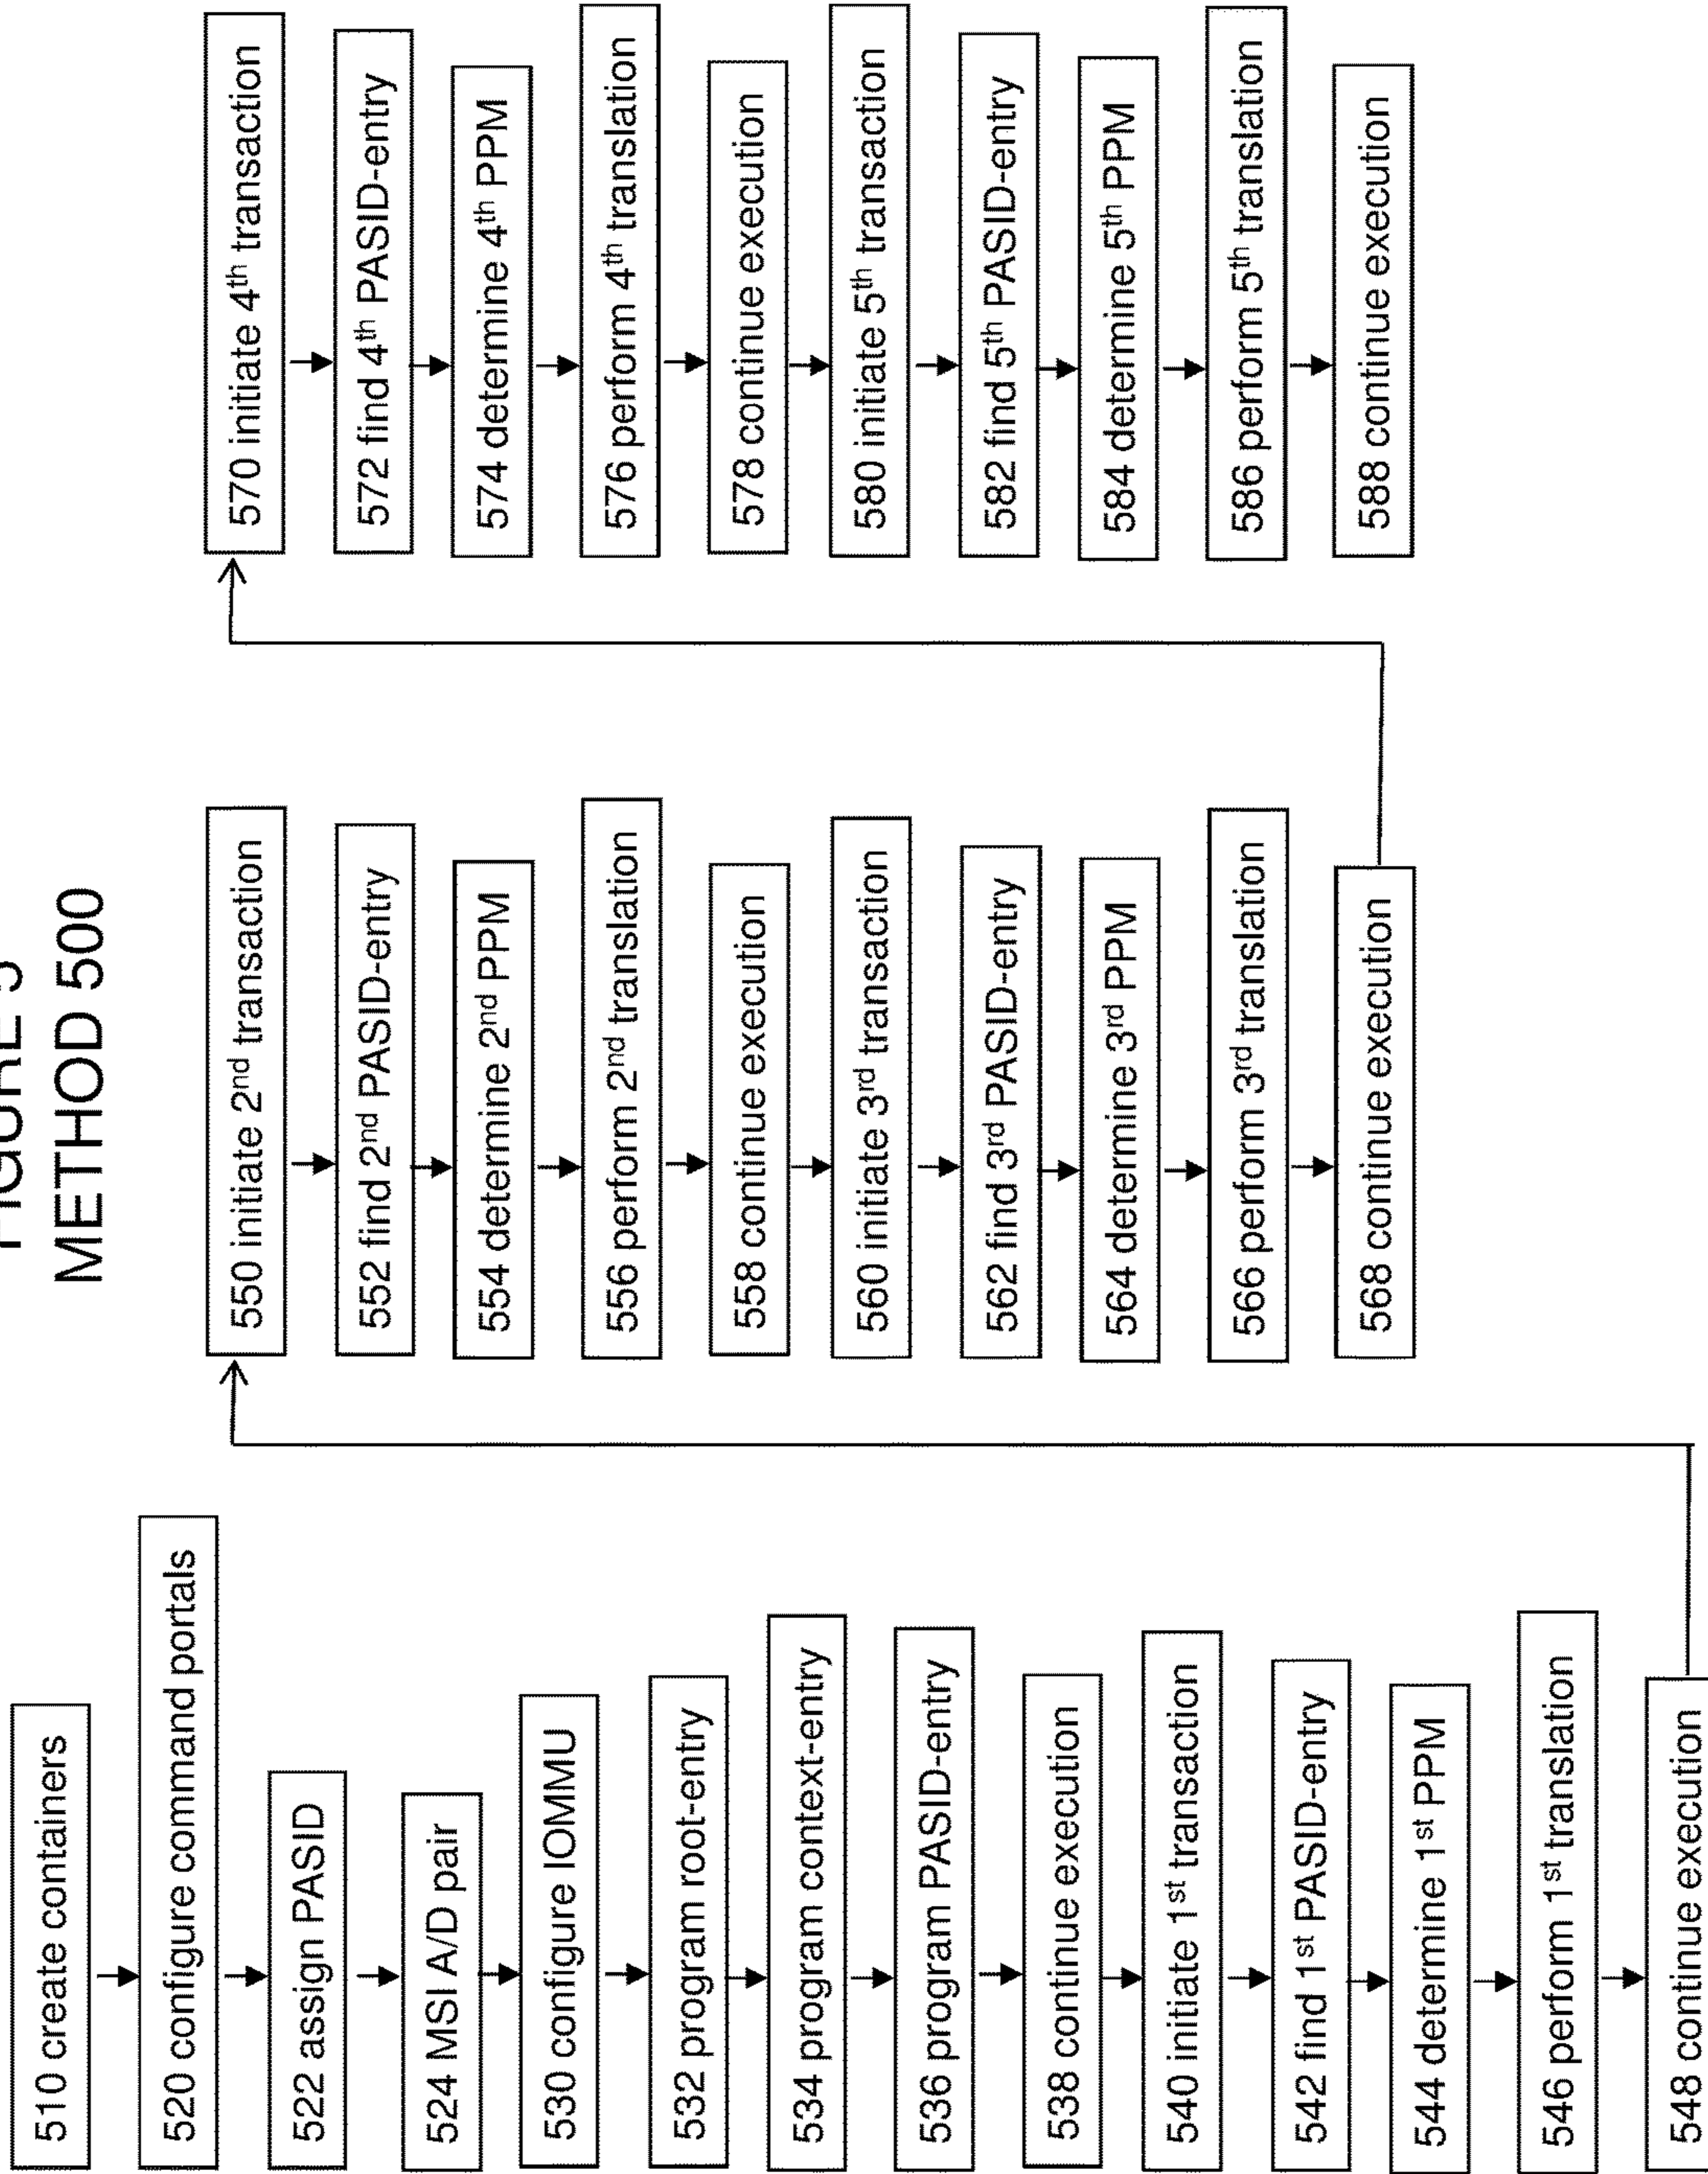 FIGURE 5
METHOD 500
510 create containers
520 configure command portals
522 assign PASID
524 MSI A/D pair
530 configure IOMMU
532 program root-entry
534 program context-entry
536 program PASID-entry
538 continue execution
540 initiate 1st transaction
542 find 1st PASID-entry
544 determine 1st PPM
546 perform 1st translation
548 continue execution
550 initiate 2nd transaction
552 find 2nd PASID-entry
554 determine 2nd PPM
556 perform 2nd translation
558 continue execution
560 initiate 3rd transaction
562 find 3rd PASID-entry
564 determine 3rd PPM
566 perform 3rd translation
568 continue execution
570 initiate 4th transaction
572 find 4th PASID-entry
574 determine 4th PPM
576 perform 4th translation
578 continue execution
580 initiate 5th transaction
582 find 5th PASID-entry
584 determine 5th PPM
586 perform 5th translation
588 continue execution